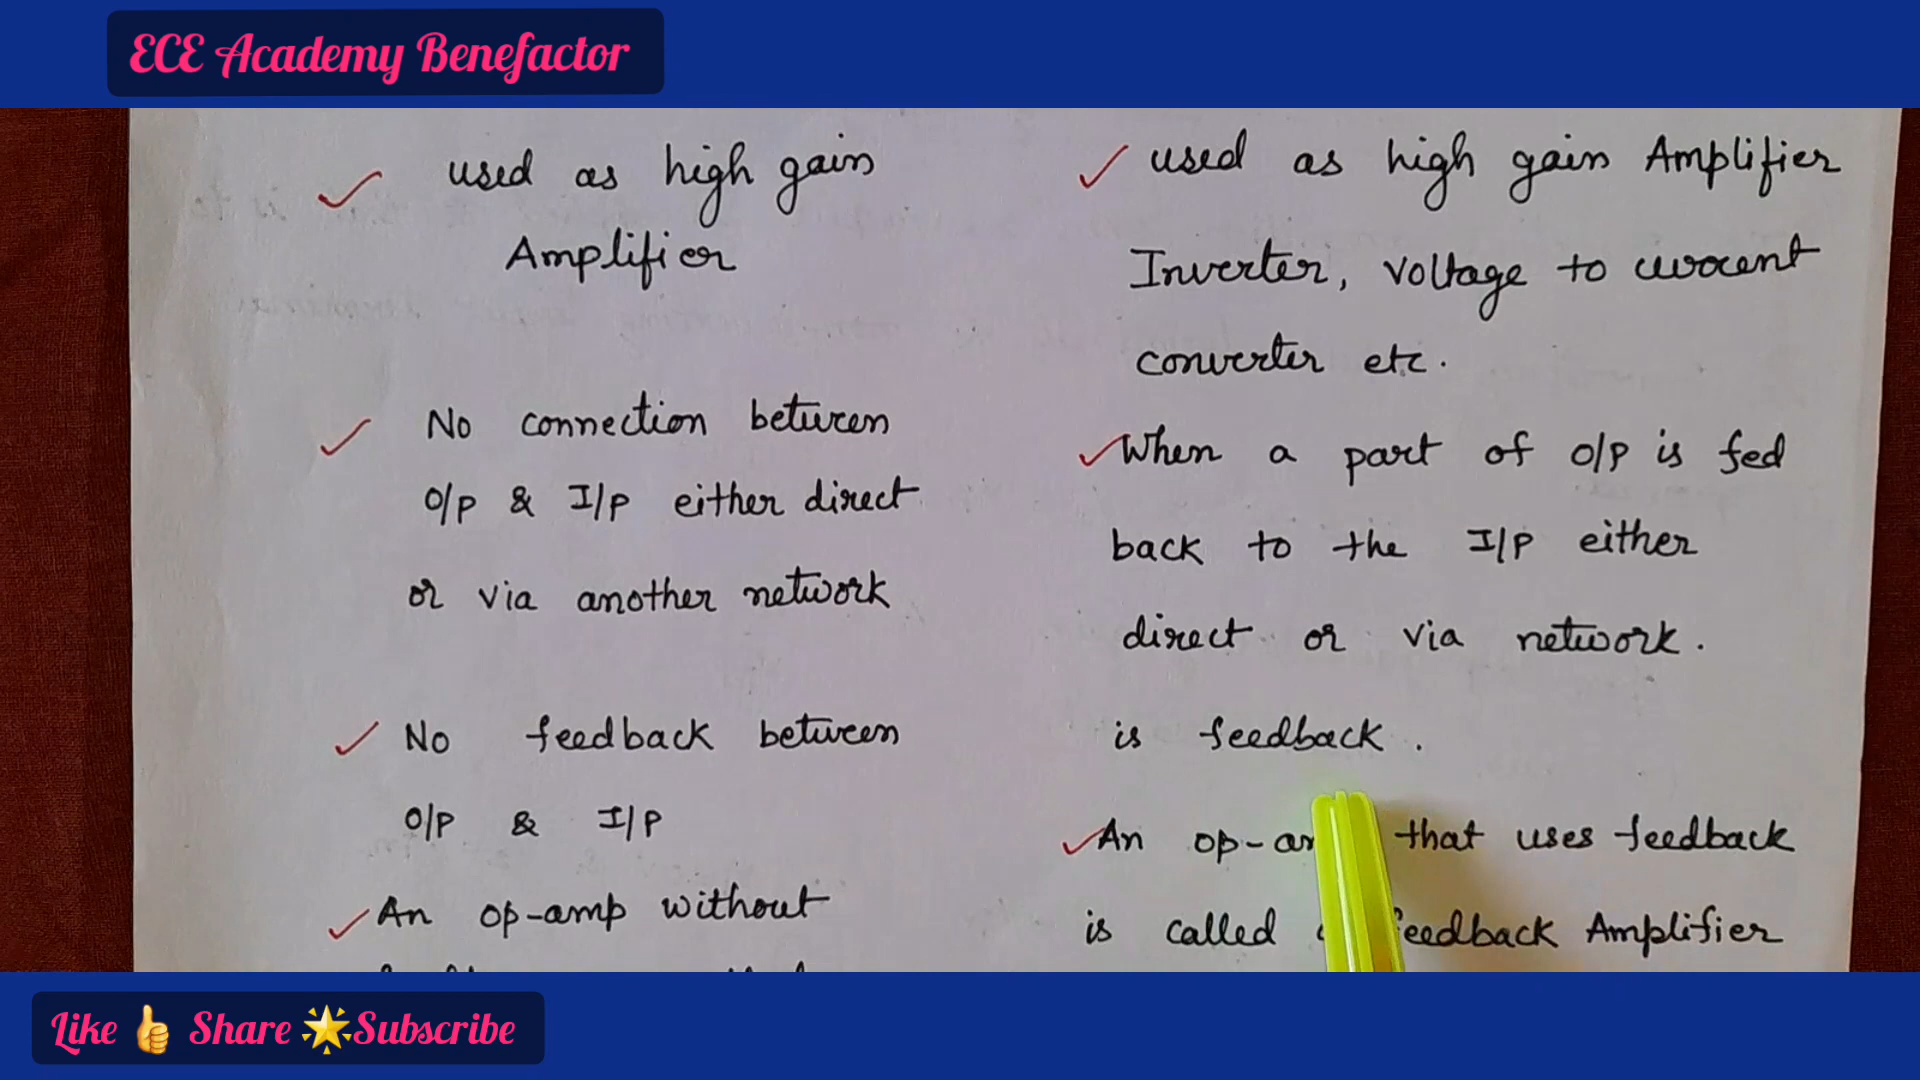 ECE Academy Benefactor
used as high gain
Amplifier
No connection between
O/P & I/P either direct
or via another network
No feedback between
O/P & I/P
An op-amp without
used as high gain Amplifier
Inverter, voltage to current
converter etc.
When a part of O/P is fed
back to the I/P either
direct or via network.
is feedback.
An that uses feedback
is called feedback Amplifier
Like 👍 Share 🌟Subscribe